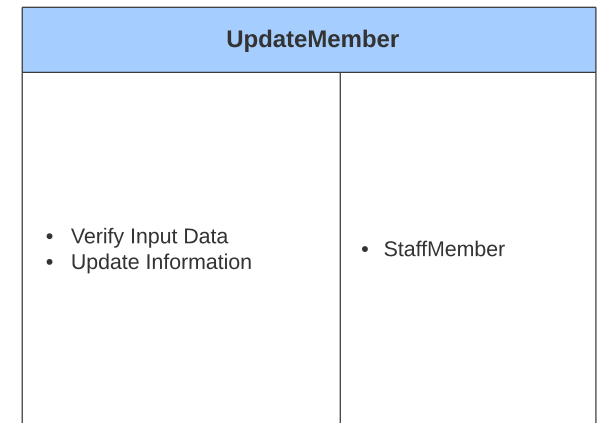 UpdateMember
• Verify Input Data
• Update Information
• StaffMember